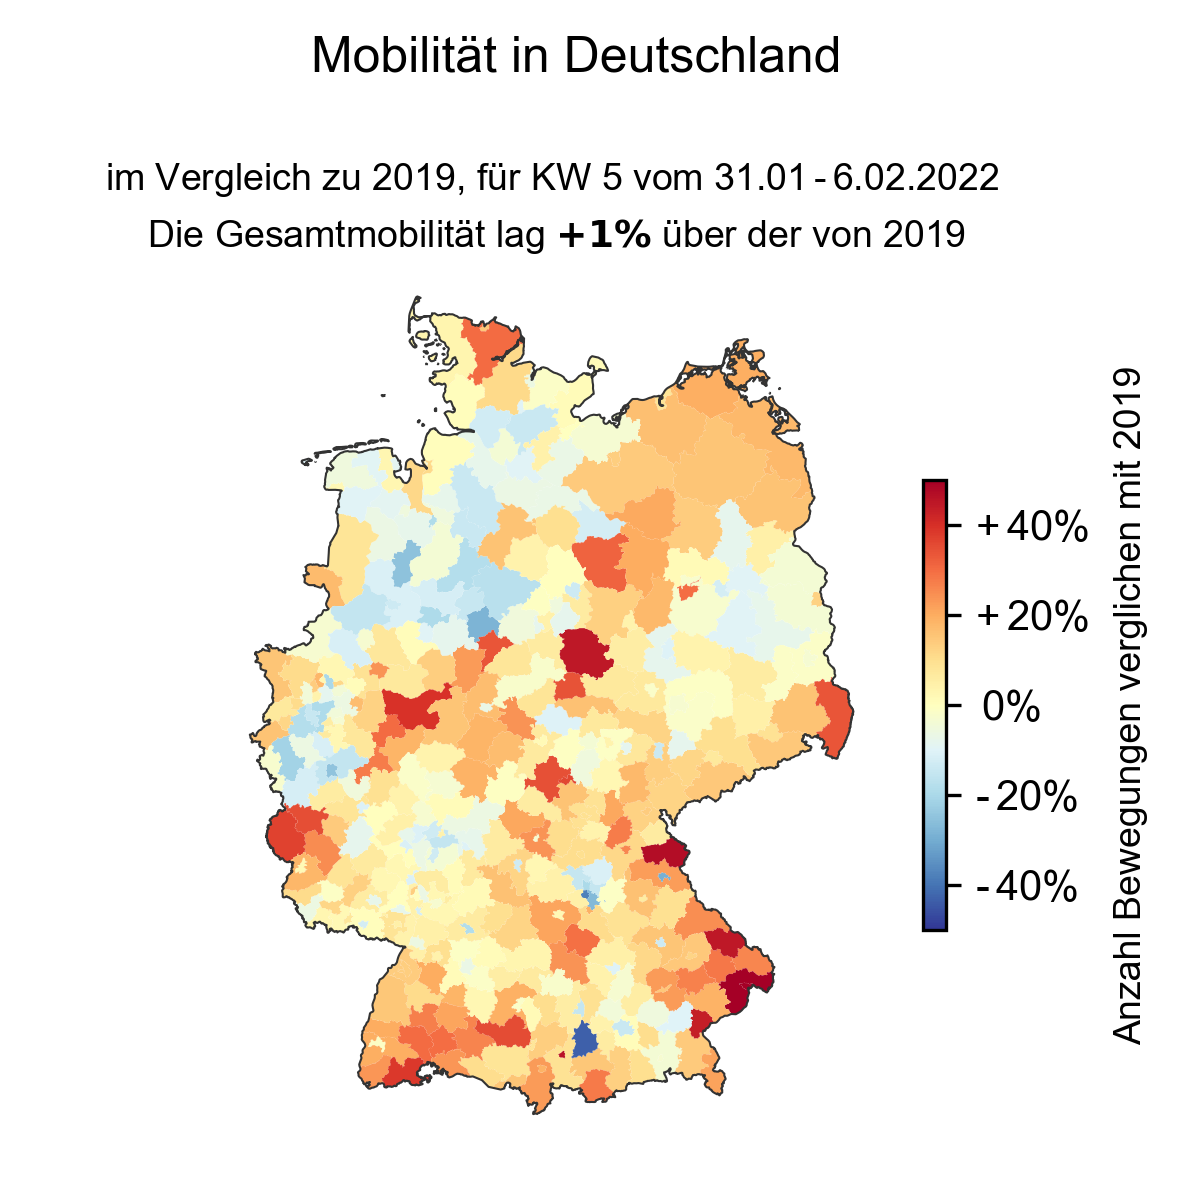 Mobilität in Deutschland
im Vergleich zu 2019, für KW 5 vom 31.01 - 6.02.2022
Die Gesamtmobilität lag +1% über der von 2019
+40%
+20%
0%
-20%
-40%
Anzahl Bewegungen verglichen mit 2019